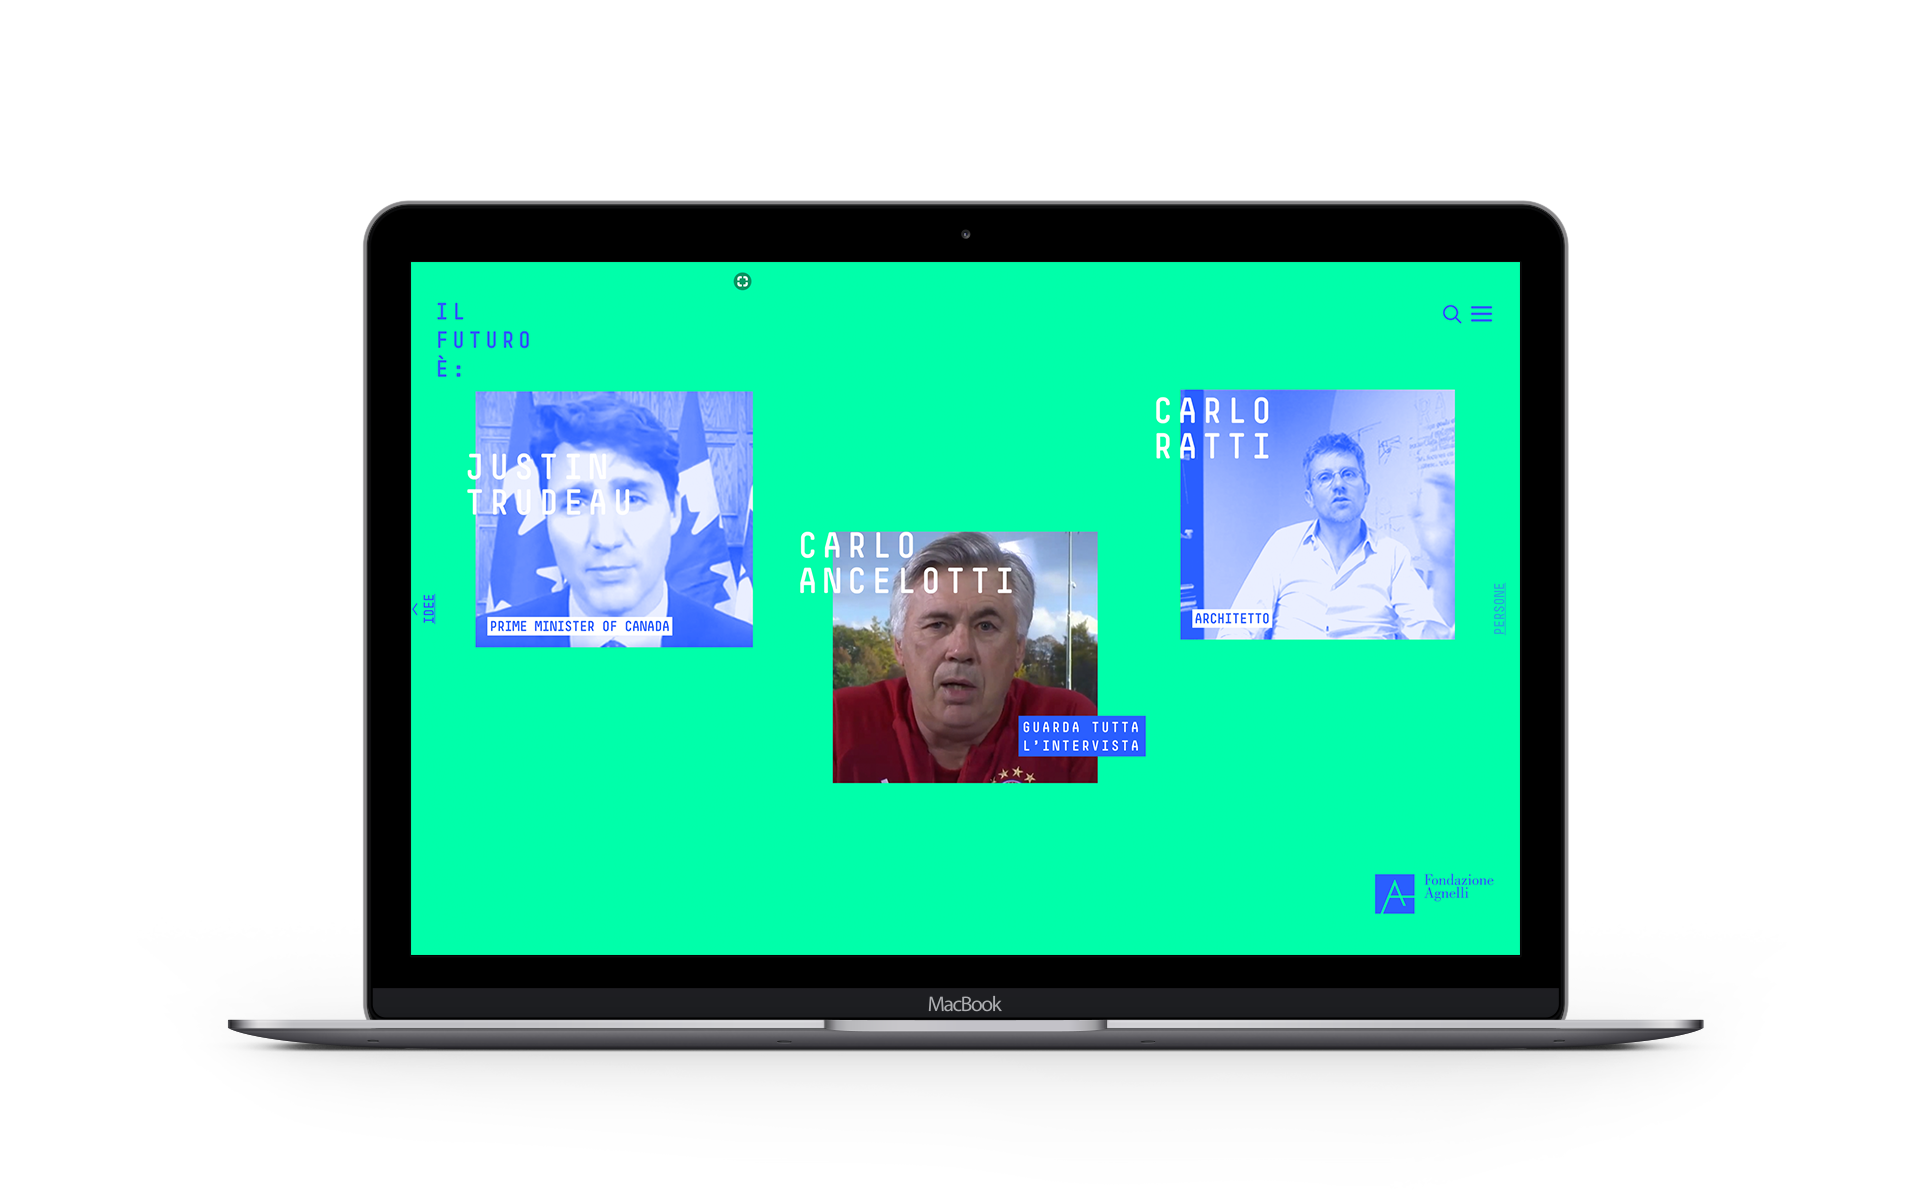 IL
FUTURO
È:
JUSTIN
TRUDEAU
PRIME MINISTER OF CANADA
CARLO
ANCELOTTI
GUARDA TUTTA
L'INTERVISTA
CARLO
RATTI
ARCHITETTO
IDEE
PERSONE
Fondazione
Agnelli
MacBook